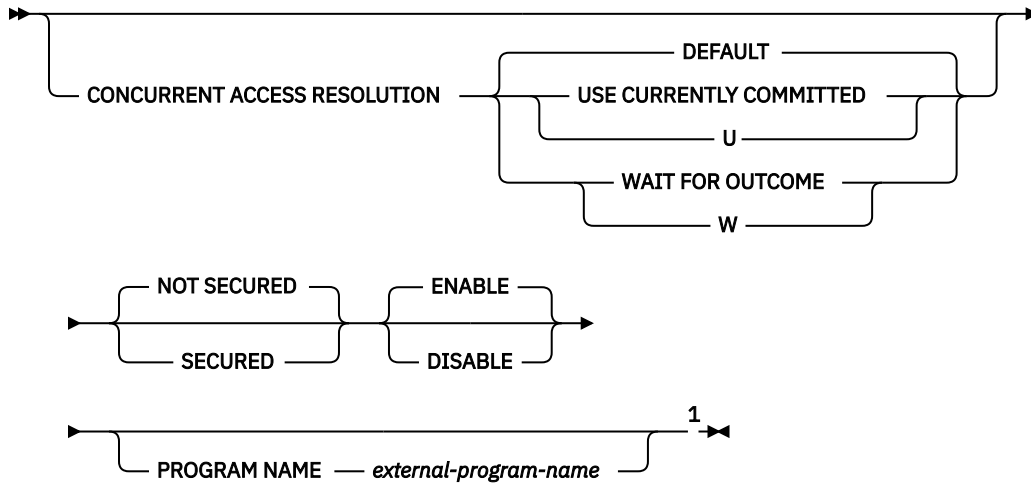 DEFAULT
CONCURRENT ACCESS RESOLUTION
USE CURRENTLY COMMITTED
U
WAIT FOR OUTCOME
W
NOT SECURED
ENABLE
SECURED
DISABLE
1
PROGRAM NAME
external-program-name